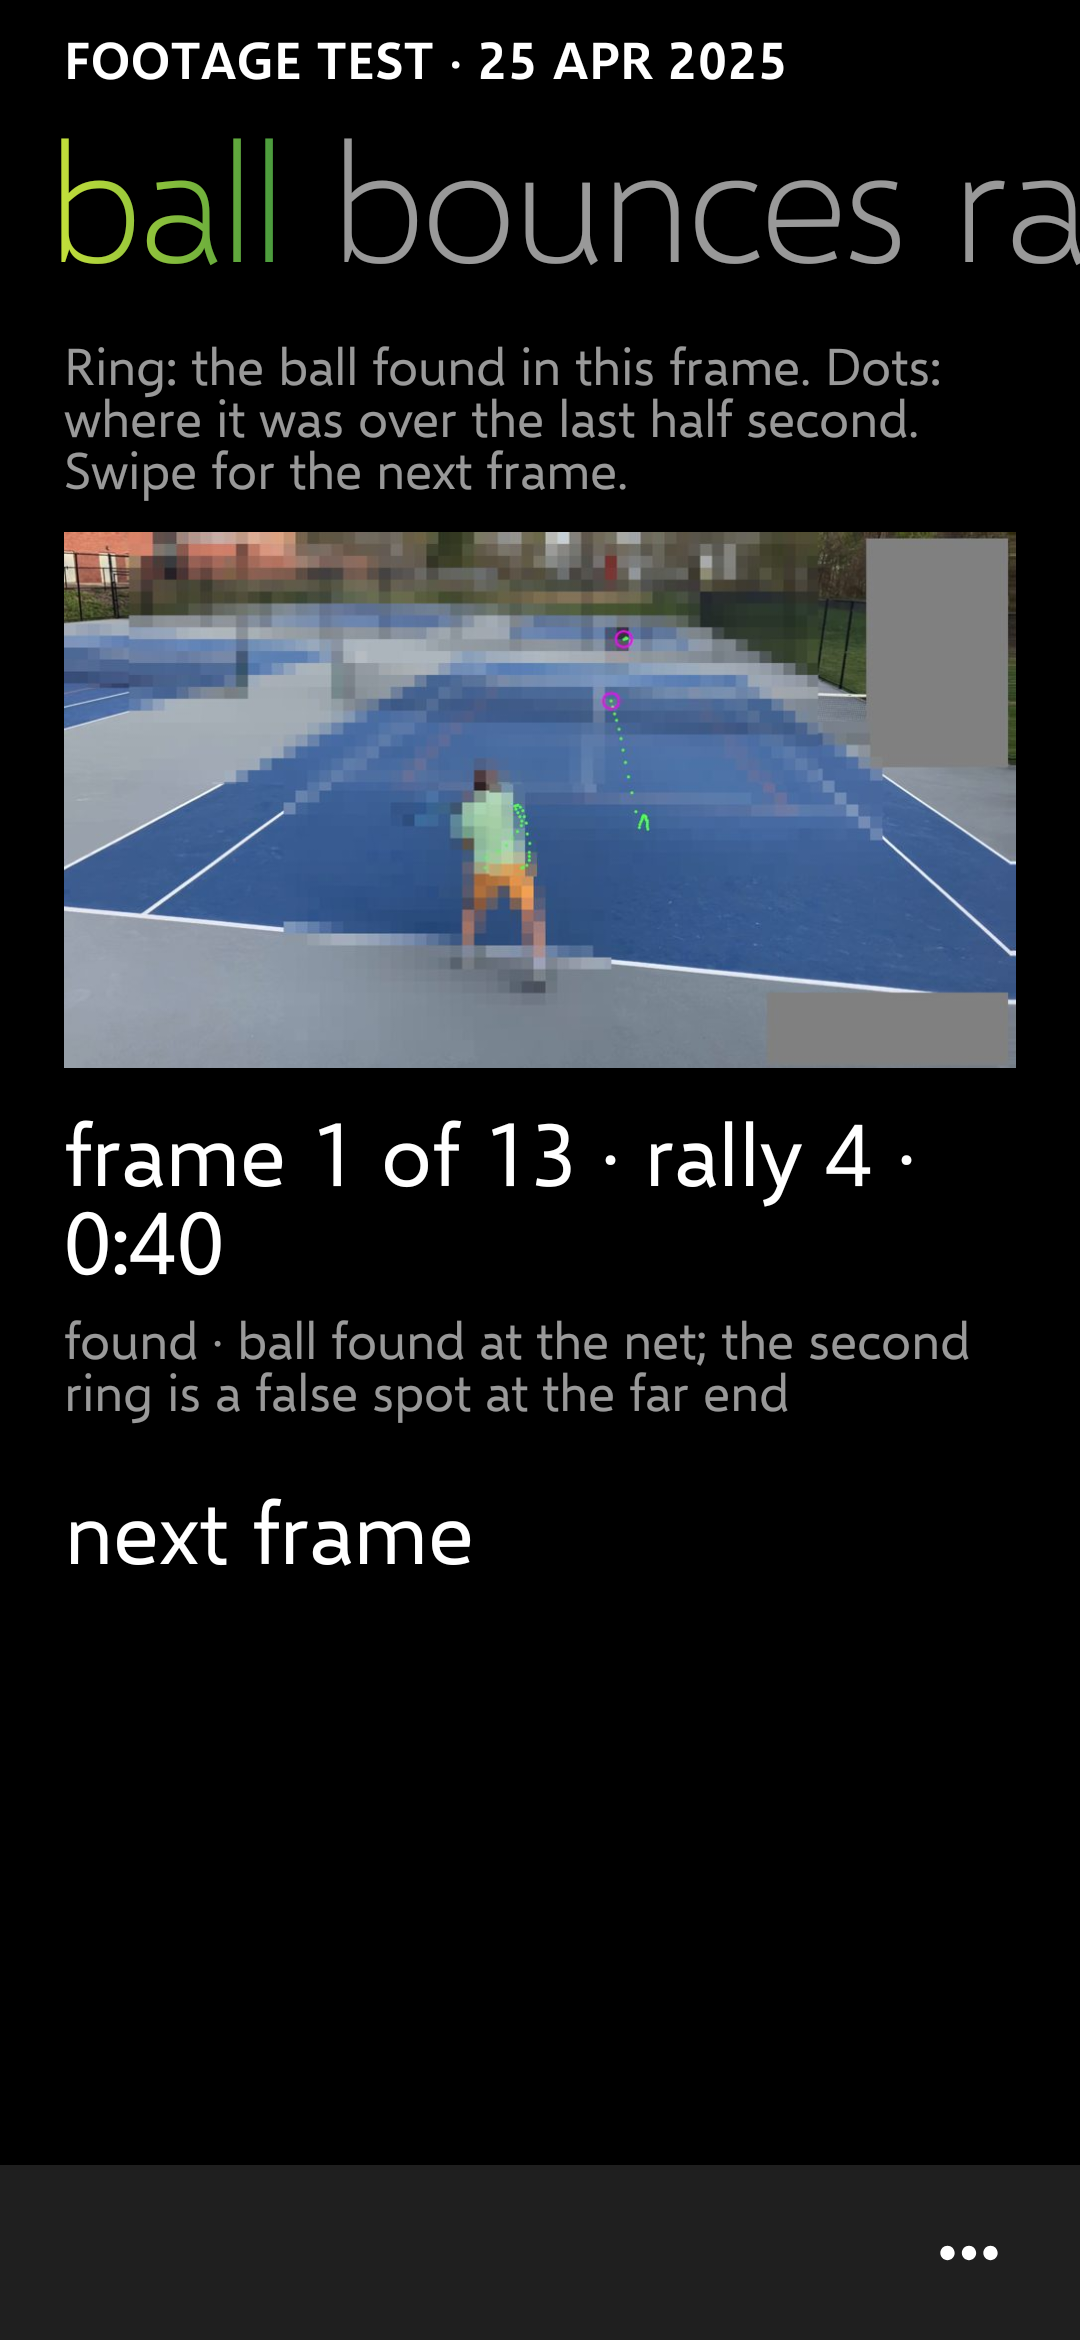 FOOTAGE TEST · 25 APR 2025
ball bounces ra
Ring: the ball found in this frame. Dots:
where it was over the last half second.
Swipe for the next frame.
frame 1 of 13 · rally 4 ·
0:40
found · ball found at the net; the second
ring is a false spot at the far end
next frame